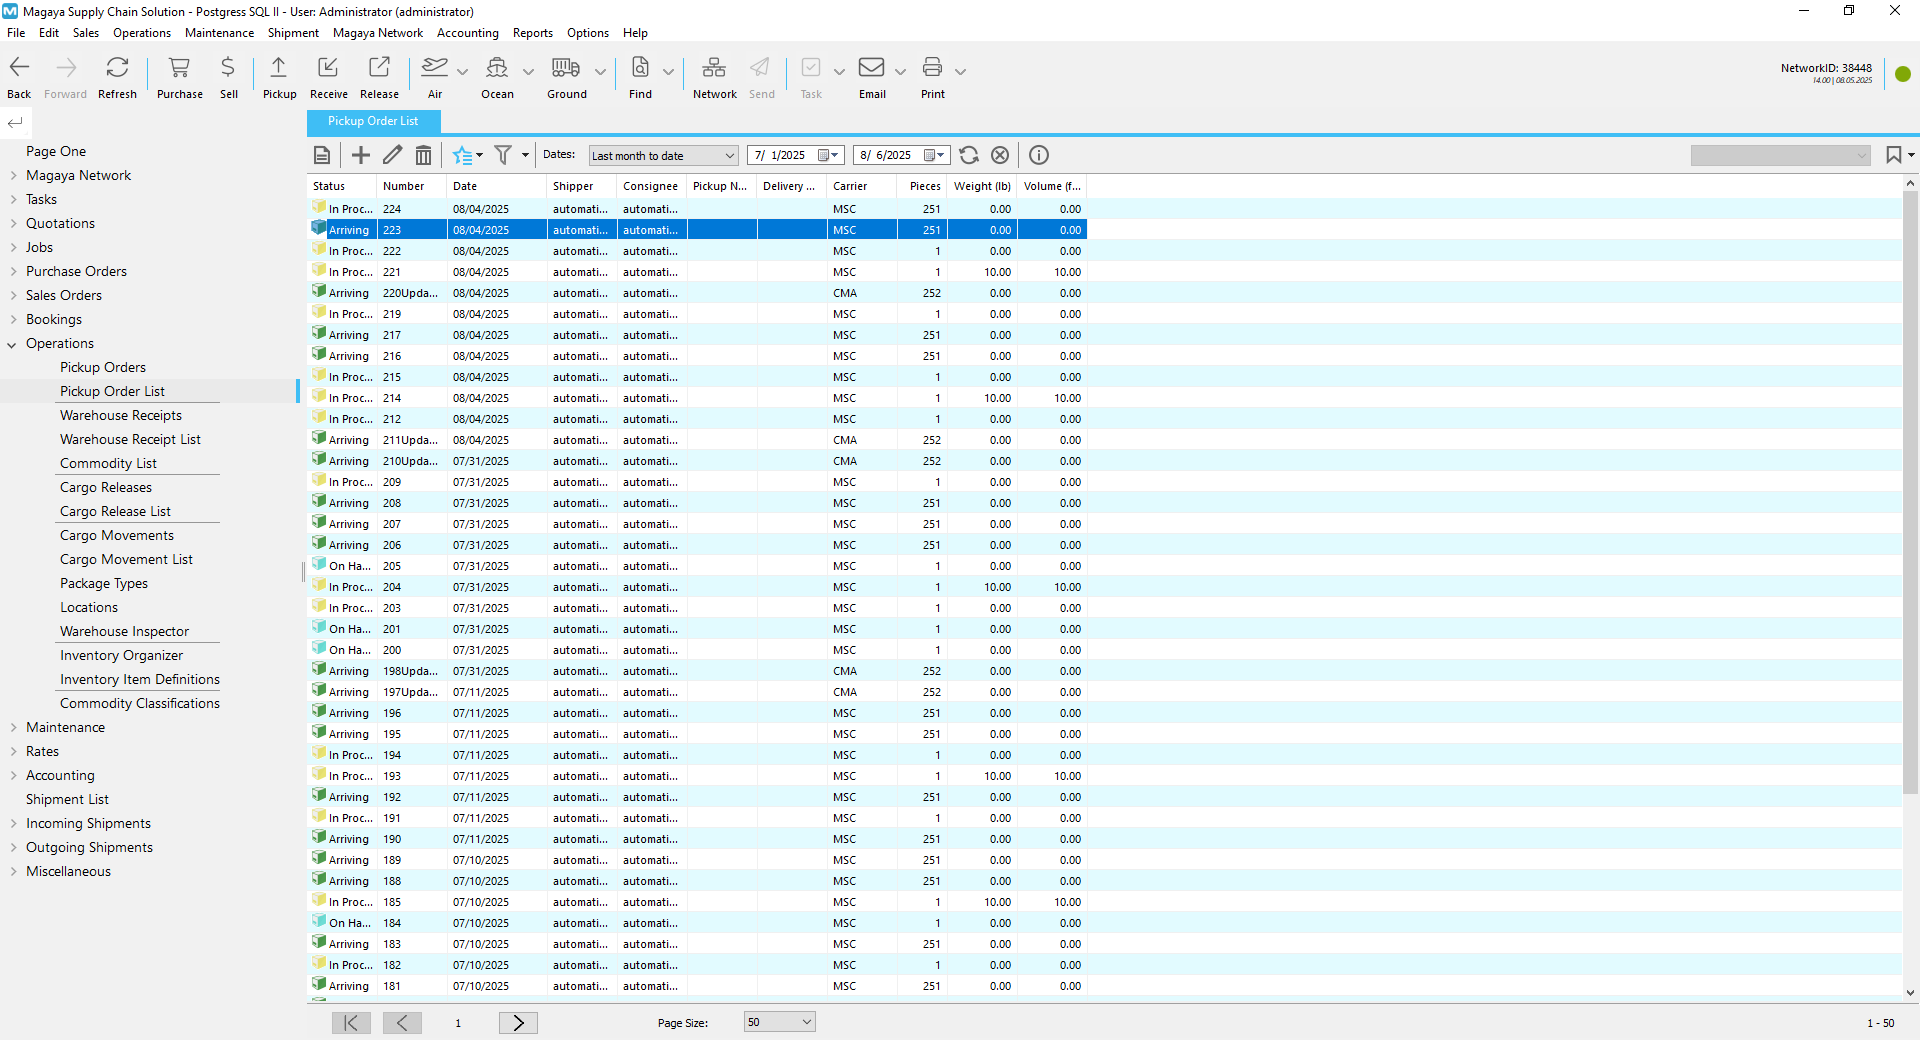 Magaya Supply Chain Solution - Postgress SQL II - User: Administrator (administrator)
File Edit Sales Operations Maintenance Shipment Magaya Network Accounting Reports Options Help
Back Forward Refresh Purchase Sell Pickup Receive Release Air Ocean Ground Find Network Send Task Email Print
NetworkID: 38448
14.00 | 08.05.2025
Page One
Magaya Network
Tasks
Quotations
Jobs
Purchase Orders
Sales Orders
Bookings
Operations
Pickup Orders
Pickup Order List
Warehouse Receipts
Warehouse Receipt List
Commodity List
Cargo Releases
Cargo Release List
Cargo Movements
Cargo Movement List
Package Types
Locations
Warehouse Inspector
Inventory Organizer
Inventory Item Definitions
Commodity Classifications
Maintenance
Rates
Accounting
Shipment List
Incoming Shipments
Outgoing Shipments
Miscellaneous
Pickup Order List
Dates: Last month to date 7/ 1/2025 8/ 6/2025
Status Number Date Shipper Consignee Pickup N... Delivery ... Carrier Pieces Weight (lb) Volume (f...
In Proc... 224 08/04/2025 automati... automati... MSC 251 0.00 0.00
Arriving 223 08/04/2025 automati... automati... MSC 251 0.00 0.00
In Proc... 222 08/04/2025 automati... automati... MSC 1 0.00 0.00
In Proc... 221 08/04/2025 automati... automati... MSC 1 10.00 10.00
Arriving 220Upda... 08/04/2025 automati... automati... CMA 252 0.00 0.00
In Proc... 219 08/04/2025 automati... automati... MSC 1 0.00 0.00
Arriving 217 08/04/2025 automati... automati... MSC 251 0.00 0.00
Arriving 216 08/04/2025 automati... automati... MSC 251 0.00 0.00
In Proc... 215 08/04/2025 automati... automati... MSC 1 0.00 0.00
In Proc... 214 08/04/2025 automati... automati... MSC 1 10.00 10.00
In Proc... 212 08/04/2025 automati... automati... MSC 1 0.00 0.00
Arriving 211Upda... 08/04/2025 automati... automati... CMA 252 0.00 0.00
Arriving 210Upda... 07/31/2025 automati... automati... CMA 252 0.00 0.00
In Proc... 209 07/31/2025 automati... automati... MSC 1 0.00 0.00
Arriving 208 07/31/2025 automati... automati... MSC 251 0.00 0.00
Arriving 207 07/31/2025 automati... automati... MSC 251 0.00 0.00
Arriving 206 07/31/2025 automati... automati... MSC 251 0.00 0.00
On Ha... 205 07/31/2025 automati... automati... MSC 1 0.00 0.00
In Proc... 204 07/31/2025 automati... automati... MSC 1 10.00 10.00
In Proc... 203 07/31/2025 automati... automati... MSC 1 0.00 0.00
On Ha... 201 07/31/2025 automati... automati... MSC 1 0.00 0.00
On Ha... 200 07/31/2025 automati... automati... MSC 1 0.00 0.00
Arriving 198Upda... 07/31/2025 automati... automati... CMA 252 0.00 0.00
Arriving 197Upda... 07/11/2025 automati... automati... CMA 252 0.00 0.00
Arriving 196 07/11/2025 automati... automati... MSC 251 0.00 0.00
Arriving 195 07/11/2025 automati... automati... MSC 251 0.00 0.00
In Proc... 194 07/11/2025 automati... automati... MSC 1 0.00 0.00
In Proc... 193 07/11/2025 automati... automati... MSC 1 10.00 10.00
Arriving 192 07/11/2025 automati... automati... MSC 251 0.00 0.00
In Proc... 191 07/11/2025 automati... automati... MSC 1 0.00 0.00
Arriving 190 07/11/2025 automati... automati... MSC 251 0.00 0.00
Arriving 189 07/10/2025 automati... automati... MSC 251 0.00 0.00
Arriving 188 07/10/2025 automati... automati... MSC 251 0.00 0.00
In Proc... 185 07/10/2025 automati... automati... MSC 1 10.00 10.00
On Ha... 184 07/10/2025 automati... automati... MSC 1 0.00 0.00
Arriving 183 07/10/2025 automati... automati... MSC 251 0.00 0.00
In Proc... 182 07/10/2025 automati... automati... MSC 1 0.00 0.00
Arriving 181 07/10/2025 automati... automati... MSC 251 0.00 0.00
1 Page Size: 50 1 - 50